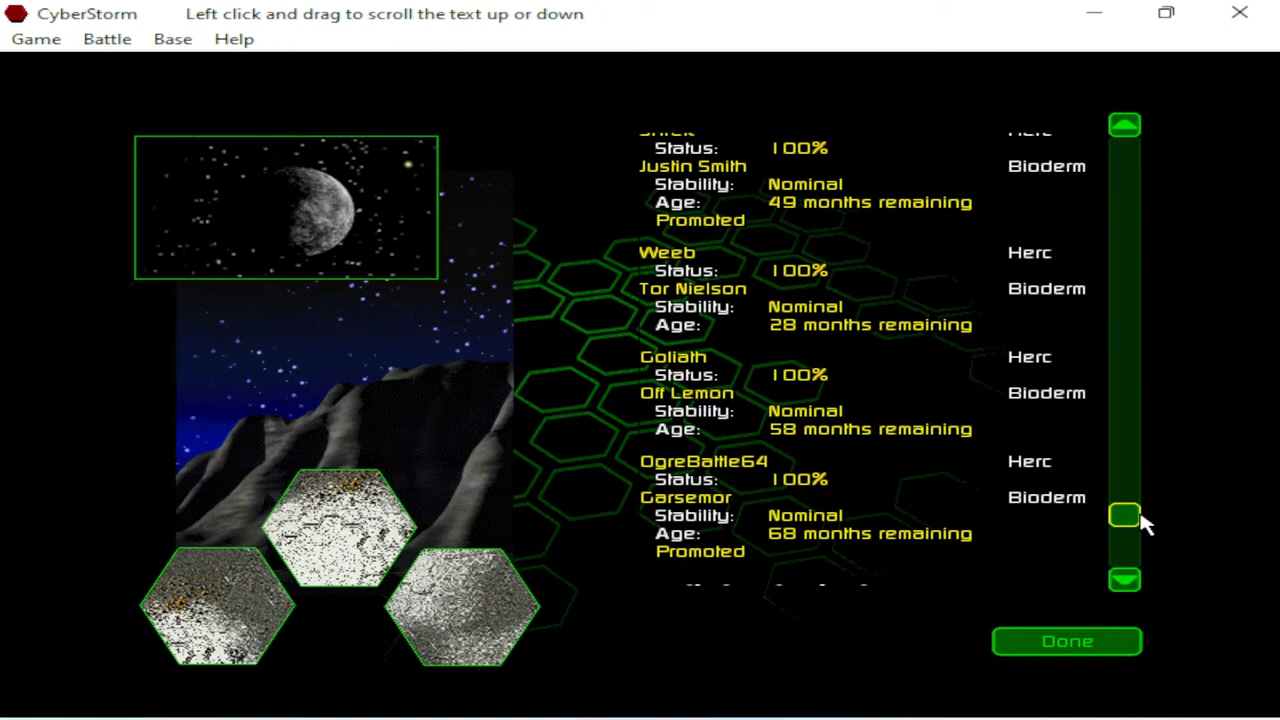 CyberStorm Left click and drag to scroll the text up or down
Game Battle Base Help
Herc
Status: 100%
Justin Smith Bioderm
Stability: Nominal
Age: 49 months remaining
Promoted
Weeb Herc
Status: 100%
Tor Nielson Bioderm
Stability: Nominal
Age: 28 months remaining
Goliath Herc
Status: 100%
Off Lemon Bioderm
Stability: Nominal
Age: 58 months remaining
OgreBattle64 Herc
Status: 100%
Garsemor Bioderm
Stability: Nominal
Age: 68 months remaining
Promoted
Done